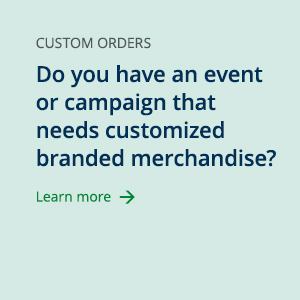 CUSTOM ORDERS
Do you have an event
or campaign that
needs customized
branded merchandise?
Learn more →